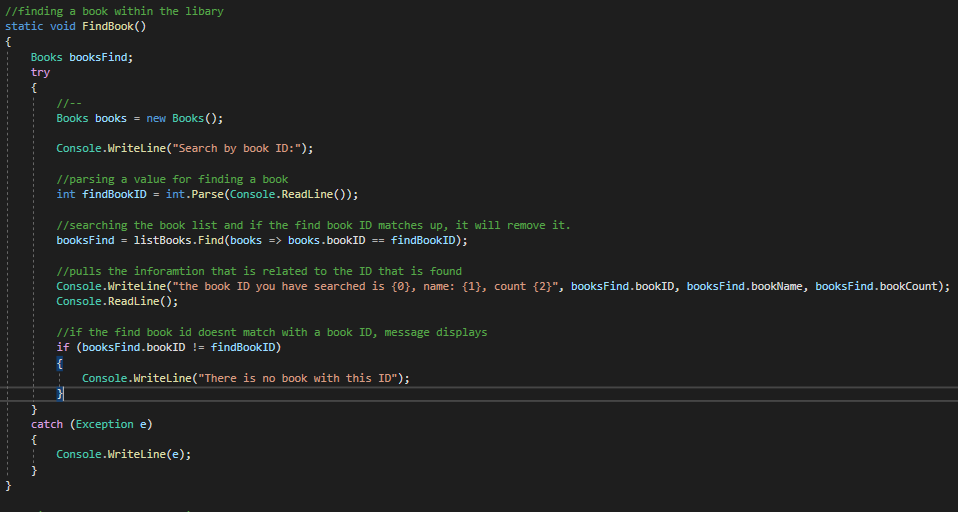 //finding a book within the libary
static void FindBook()
{
Books booksFind;
try
{
//--
Books books = new Books();
Console.WriteLine("Search by book ID:");
//parsing a value for finding a book
int findBookID = int.Parse(Console.ReadLine());
//searching the book list and if the find book ID matches up, it will remove it.
booksFind = listBooks.Find(books => books.bookID == findBookID);
//pulls the inforamtion that is related to the ID that is found
Console.WriteLine("the book ID you have searched is {0}, name: {1}, count {2}", booksFind.bookID, booksFind.bookName, booksFind.bookCount);
Console.ReadLine();
//if the find book id doesnt match with a book ID, message displays
if (booksFind.bookID != findBookID)
{
Console.WriteLine("There is no book with this ID");
}
}
catch (Exception e)
{
Console.WriteLine(e);
}
}